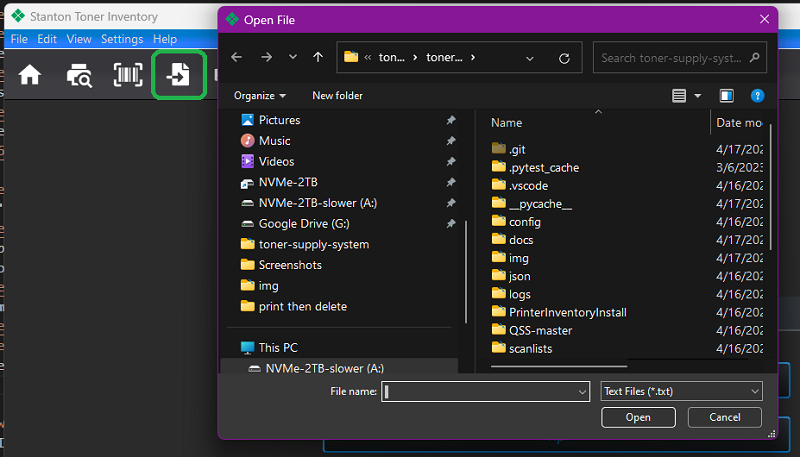 Stanton Toner Inventory
File Edit View Settings Help
Open File
ton... toner...
Search toner-supply-system...
Organize New folder
Pictures
Music
Videos
NVMe-2TB
NVMe-2TB-slower (A:)
Google Drive (G:)
toner-supply-system
Screenshots
img
print then delete
This PC
NVMe-2TB-slower (A:)
Name Date mo
.git 4/17/202
.pytest_cache 3/6/2023
.vscode 4/16/202
__pycache__ 4/17/202
config 4/16/202
docs 4/17/202
img 4/17/202
json 4/16/202
logs 4/16/202
PrinterInventoryInstall 4/16/202
QSS-master 4/16/202
scanlists 4/16/202
File name:
Text Files (*.txt)
Open Cancel